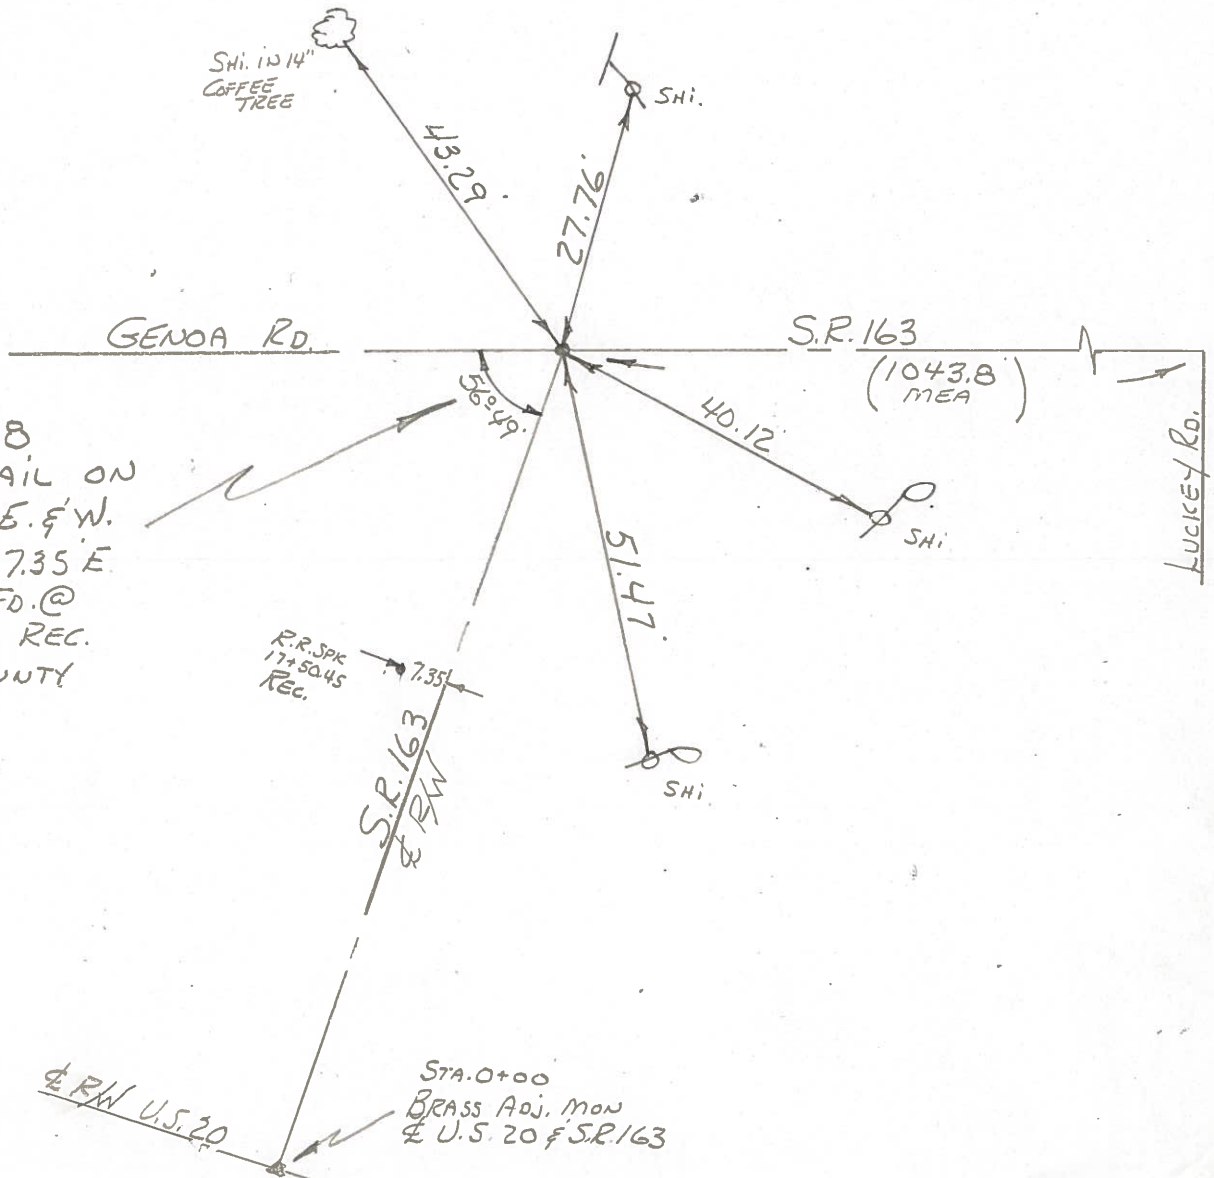 SHi. IN 14"
COFFEE
TREE
SHi.
43.29'
27.76'
GENOA RD.
S.R. 163
(1043.8'
MEA)
56°49'
40.12'
LUCKEY RD.
8
AIL ON
E. & W.
7.35 E
FD. @
REC.
UNTY
SHi
51.47'
R.R. SPK
17+50.45
REC.
7.35'
S.R. 163
℄ R/W
SHi.
STA. 0+00
BRASS ADJ. MON
℄ U.S. 20 & S.R. 163
℄ R/W U.S. 20